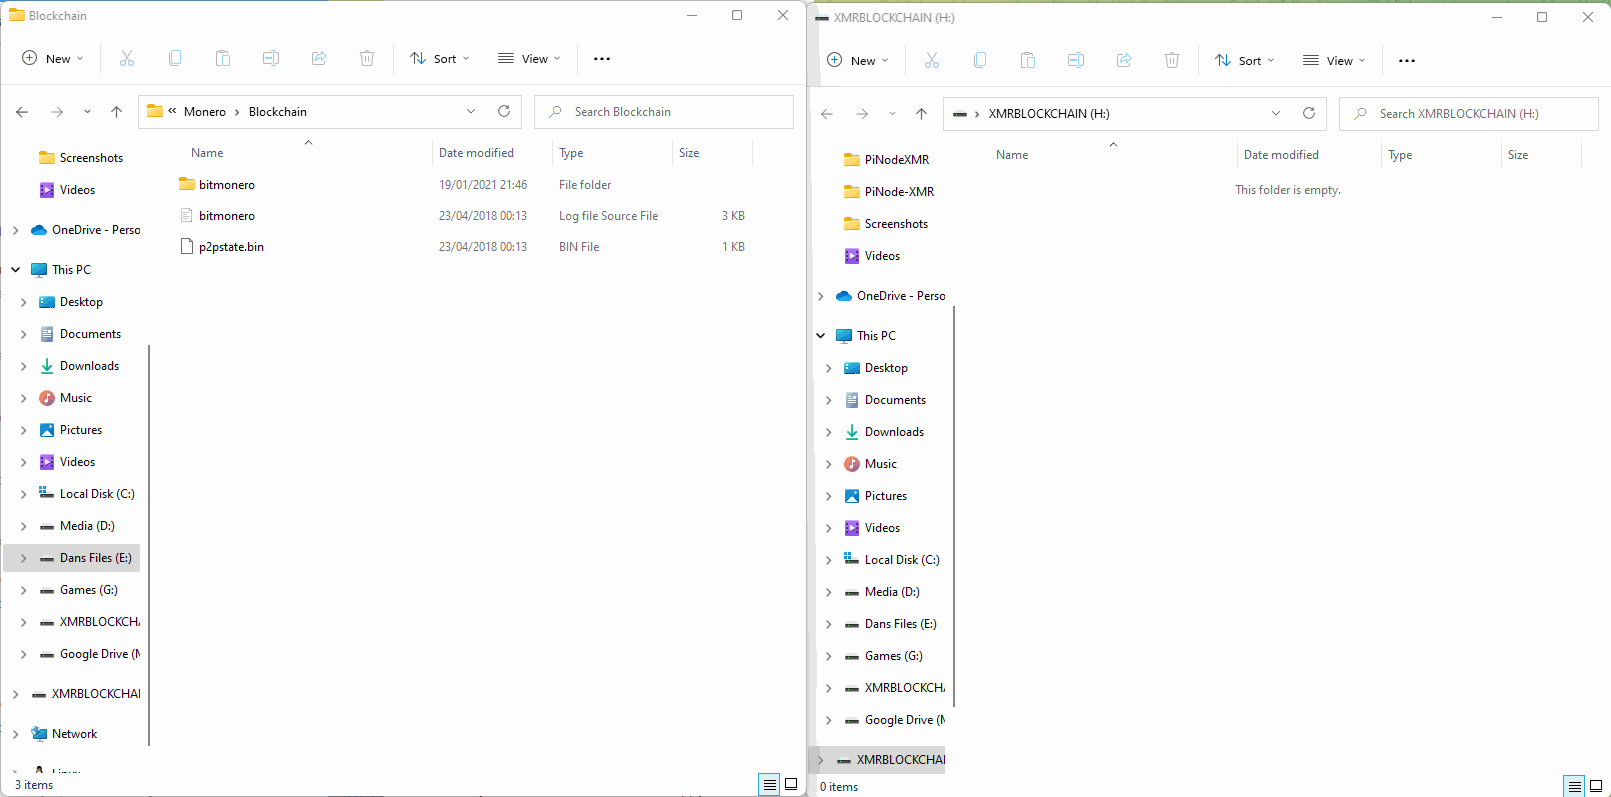 Blockchain
New
Sort
View
Monero
Blockchain
Search Blockchain
Name
Date modified
Type
Size
bitmonero
19/01/2021 21:46
File folder
bitmonero
23/04/2018 00:13
Log file Source File
3 KB
p2pstate.bin
23/04/2018 00:13
BIN File
1 KB
Screenshots
Videos
OneDrive - Perso
This PC
Desktop
Documents
Downloads
Music
Pictures
Videos
Local Disk (C:)
Media (D:)
Dans Files (E:)
Games (G:)
XMRBLOCKCH
Google Drive (
XMRBLOCKCHAI
Network
Linux
3 items
XMRBLOCKCHAIN (H:)
New
Sort
View
XMRBLOCKCHAIN (H:)
Search XMRBLOCKCHAIN (H:)
Name
Date modified
Type
Size
This folder is empty.
PiNodeXMR
PiNode-XMR
Screenshots
Videos
OneDrive - Perso
This PC
Desktop
Documents
Downloads
Music
Pictures
Videos
Local Disk (C:)
Media (D:)
Dans Files (E:)
Games (G:)
XMRBLOCKCH
Google Drive (
XMRBLOCKCHAI
0 items